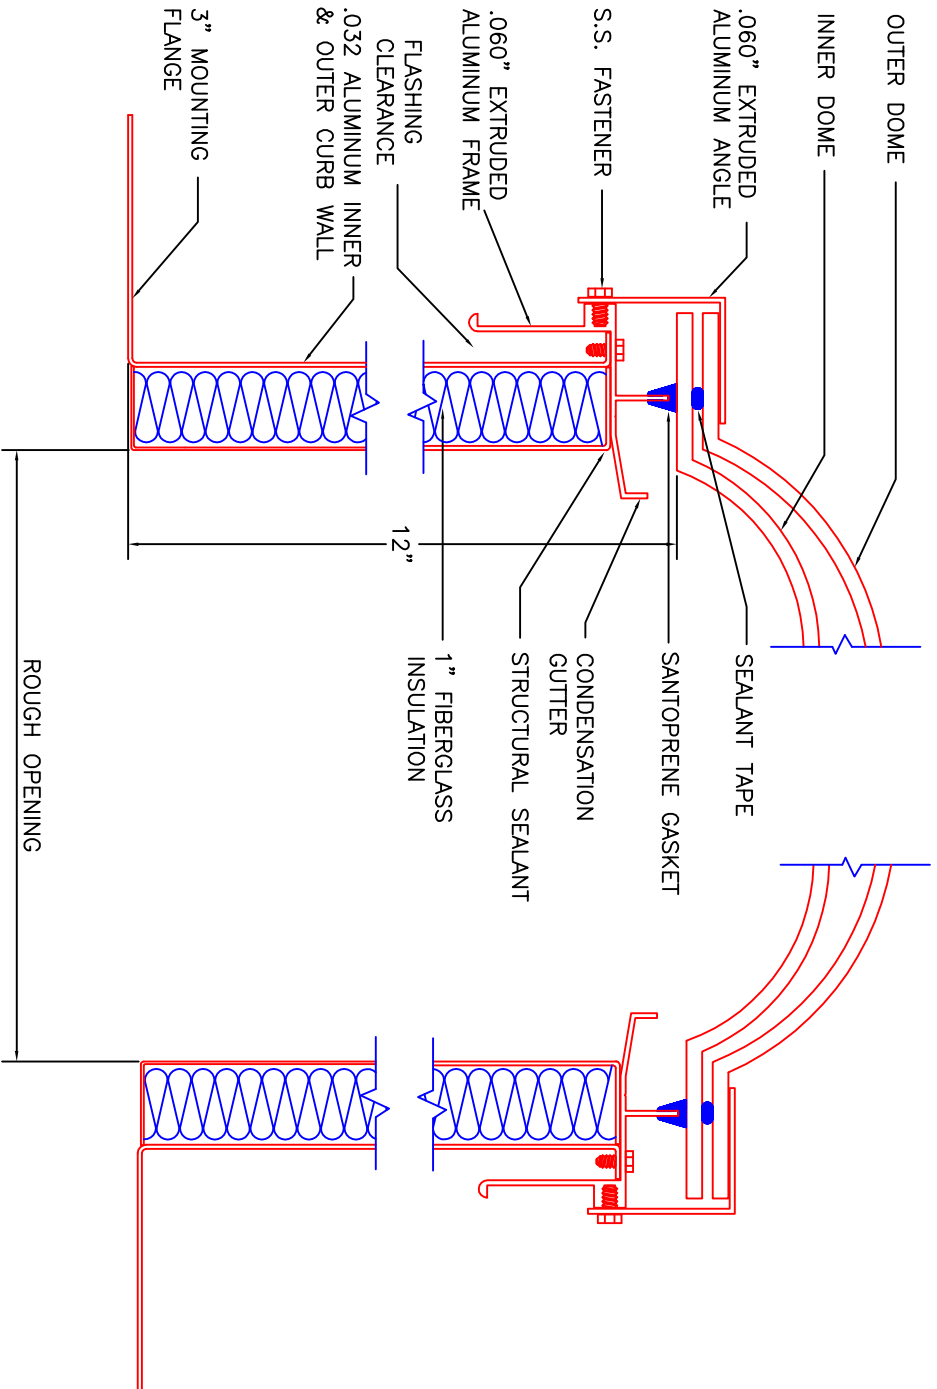 OUTER DOME
INNER DOME
.060" EXTRUDED
ALUMINUM ANGLE
S.S. FASTENER
.060" EXTRUDED
ALUMINUM FRAME
FLASHING
CLEARANCE
.032 ALUMINUM INNER
& OUTER CURB WALL
3" MOUNTING
FLANGE
SEALANT TAPE
SANTOPRENE GASKET
CONDENSATION
GUTTER
STRUCTURAL SEALANT
1" FIBERGLASS
INSULATION
12"
ROUGH OPENING